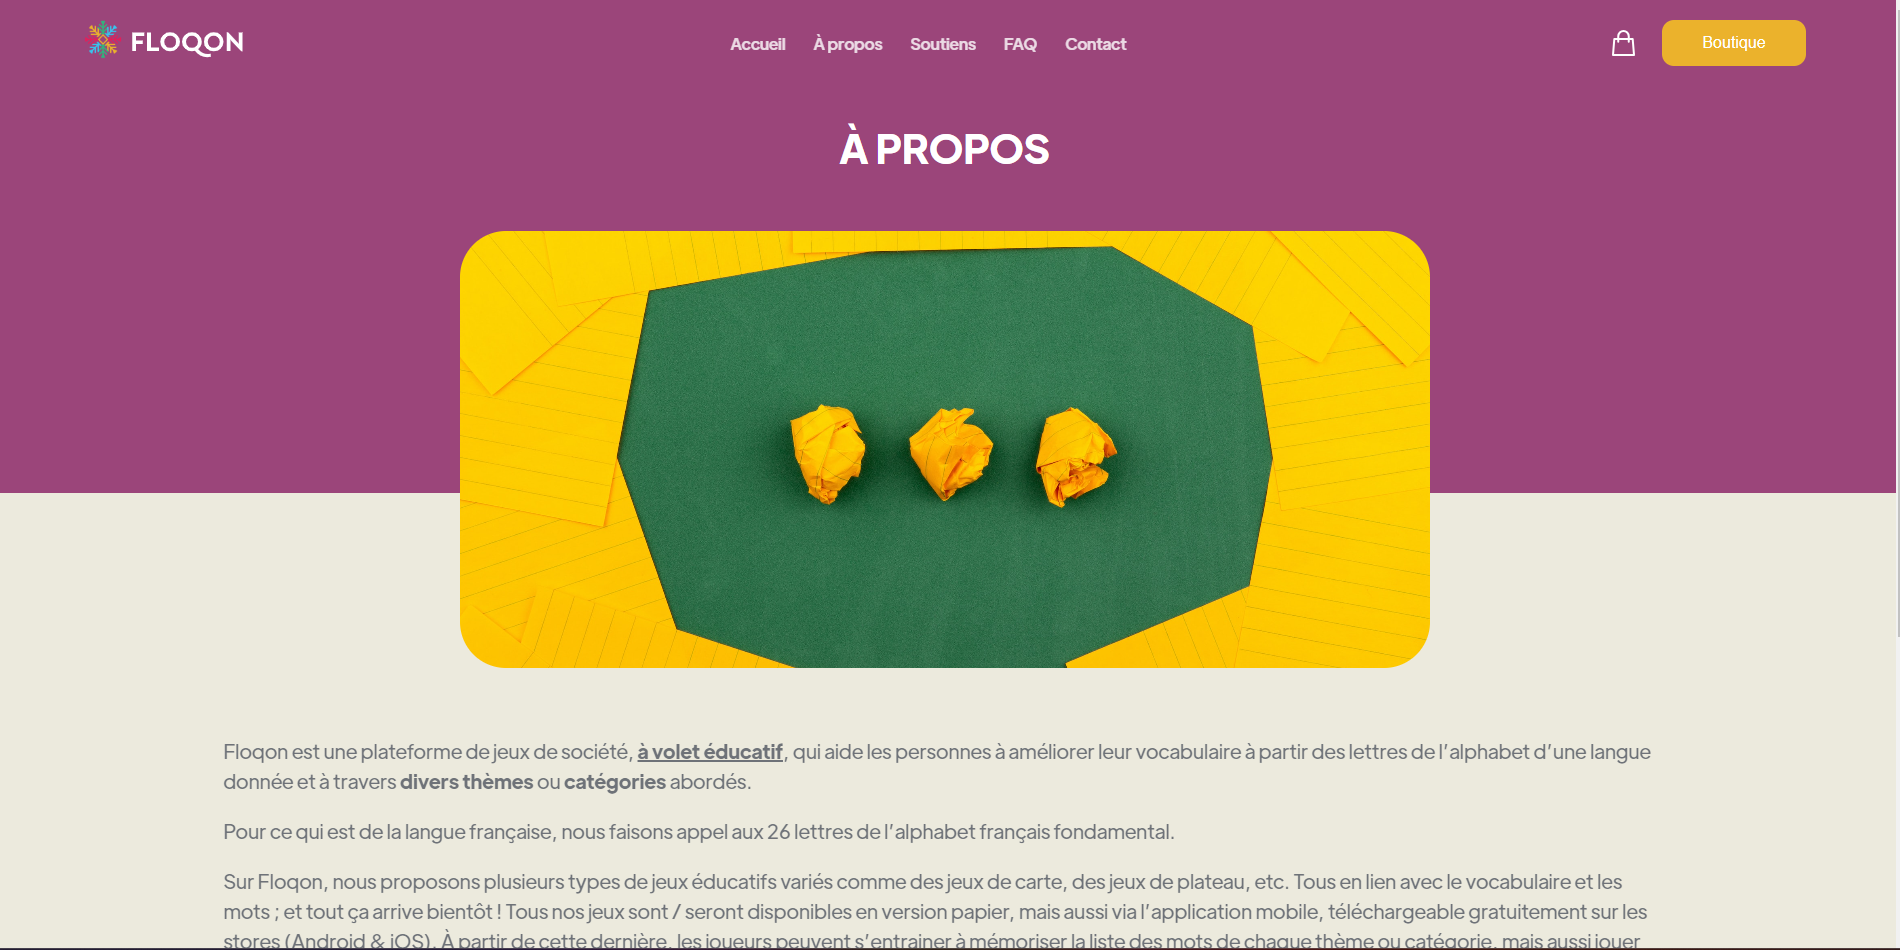 FLOQON
Accueil À propos Soutiens FAQ Contact
Boutique
À PROPOS
Floqon est une plateforme de jeux de société, à volet éducatif, qui aide les personnes à améliorer leur vocabulaire à partir des lettres de l’alphabet d’une langue
donnée et à travers divers thèmes ou catégories abordés.
Pour ce qui est de la langue française, nous faisons appel aux 26 lettres de l’alphabet français fondamental.
Sur Floqon, nous proposons plusieurs types de jeux éducatifs variés comme des jeux de carte, des jeux de plateau, etc. Tous en lien avec le vocabulaire et les
mots ; et tout ça arrive bientôt ! Tous nos jeux sont / seront disponibles en version papier, mais aussi via l’application mobile, téléchargeable gratuitement sur les
stores (Android & iOS). À partir de cette dernière, les joueurs peuvent s’entrainer à mémoriser la liste des mots de chaque thème ou catégorie, mais aussi jouer